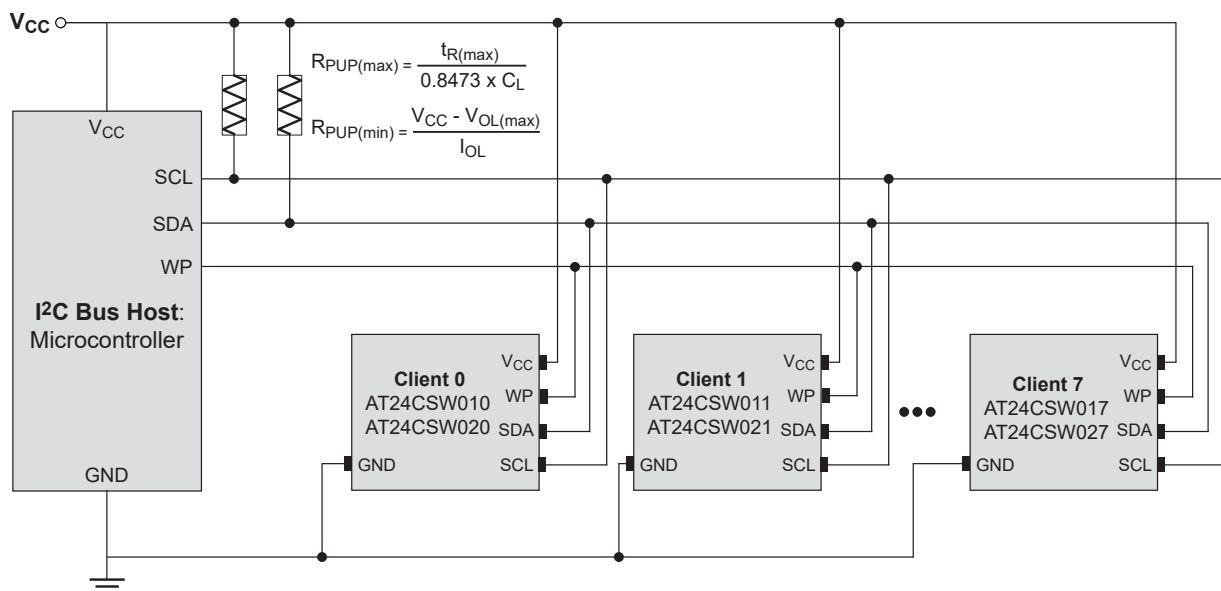 VCC
RPUP(max) = tR(max)
0.8473 x CL
RPUP(min) = VCC - VOL(max)
IOL
VCC
SCL
SDA
WP
I²C Bus Host:
Microcontroller
GND
Client 0
AT24CSW010
AT24CSW020
VCC
WP
SDA
SCL
GND
Client 1
AT24CSW011
AT24CSW021
VCC
WP
SDA
SCL
GND
Client 7
AT24CSW017
AT24CSW027
VCC
WP
SDA
SCL
GND